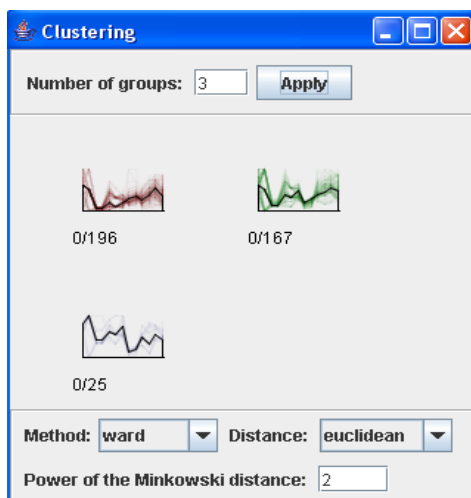 Clustering
Number of groups: 3 Apply
0/196 0/167
0/25
Method: ward Distance: euclidean
Power of the Minkowski distance: 2